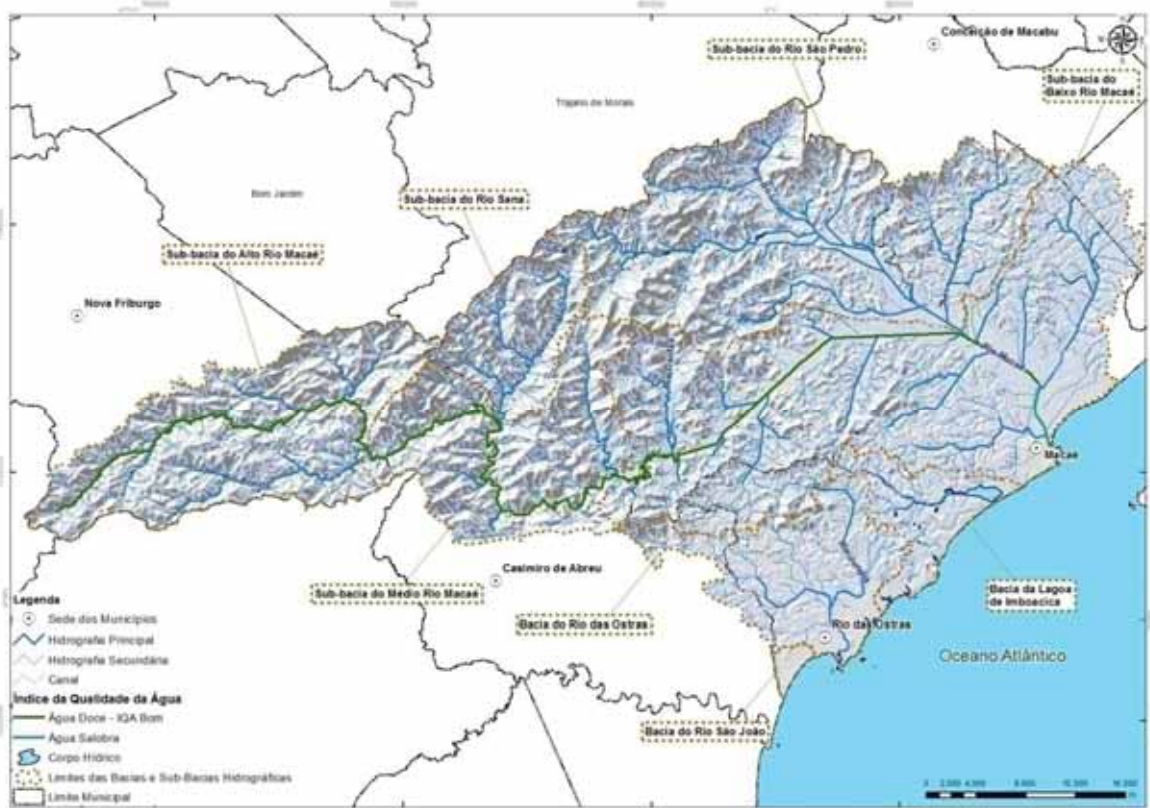 Conceição de Macabu
Sub-bacia do Rio São Pedro
Sub-bacia do
Baixo Rio Macaé
Trajano de Morais
Bom Jardim
Sub-bacia do Rio Sana
Sub-bacia do Alto Rio Macaé
Nova Friburgo
Macaé
Casimiro de Abreu
Sub-bacia do Médio Rio Macaé
Bacia do Rio das Ostras
Bacia da Lagoa
de Imboacica
Rio das Ostras
Oceano Atlântico
Bacia do Rio São João
Legenda
Sede dos Municípios
Hidrografia Principal
Hidrografia Secundária
Canal
Índice da Qualidade da Água
Água Doce - IQA Bom
Água Salobra
Corpo Hídrico
Limites das Bacias e Sub-Bacias Hidrográficas
Limite Municipal